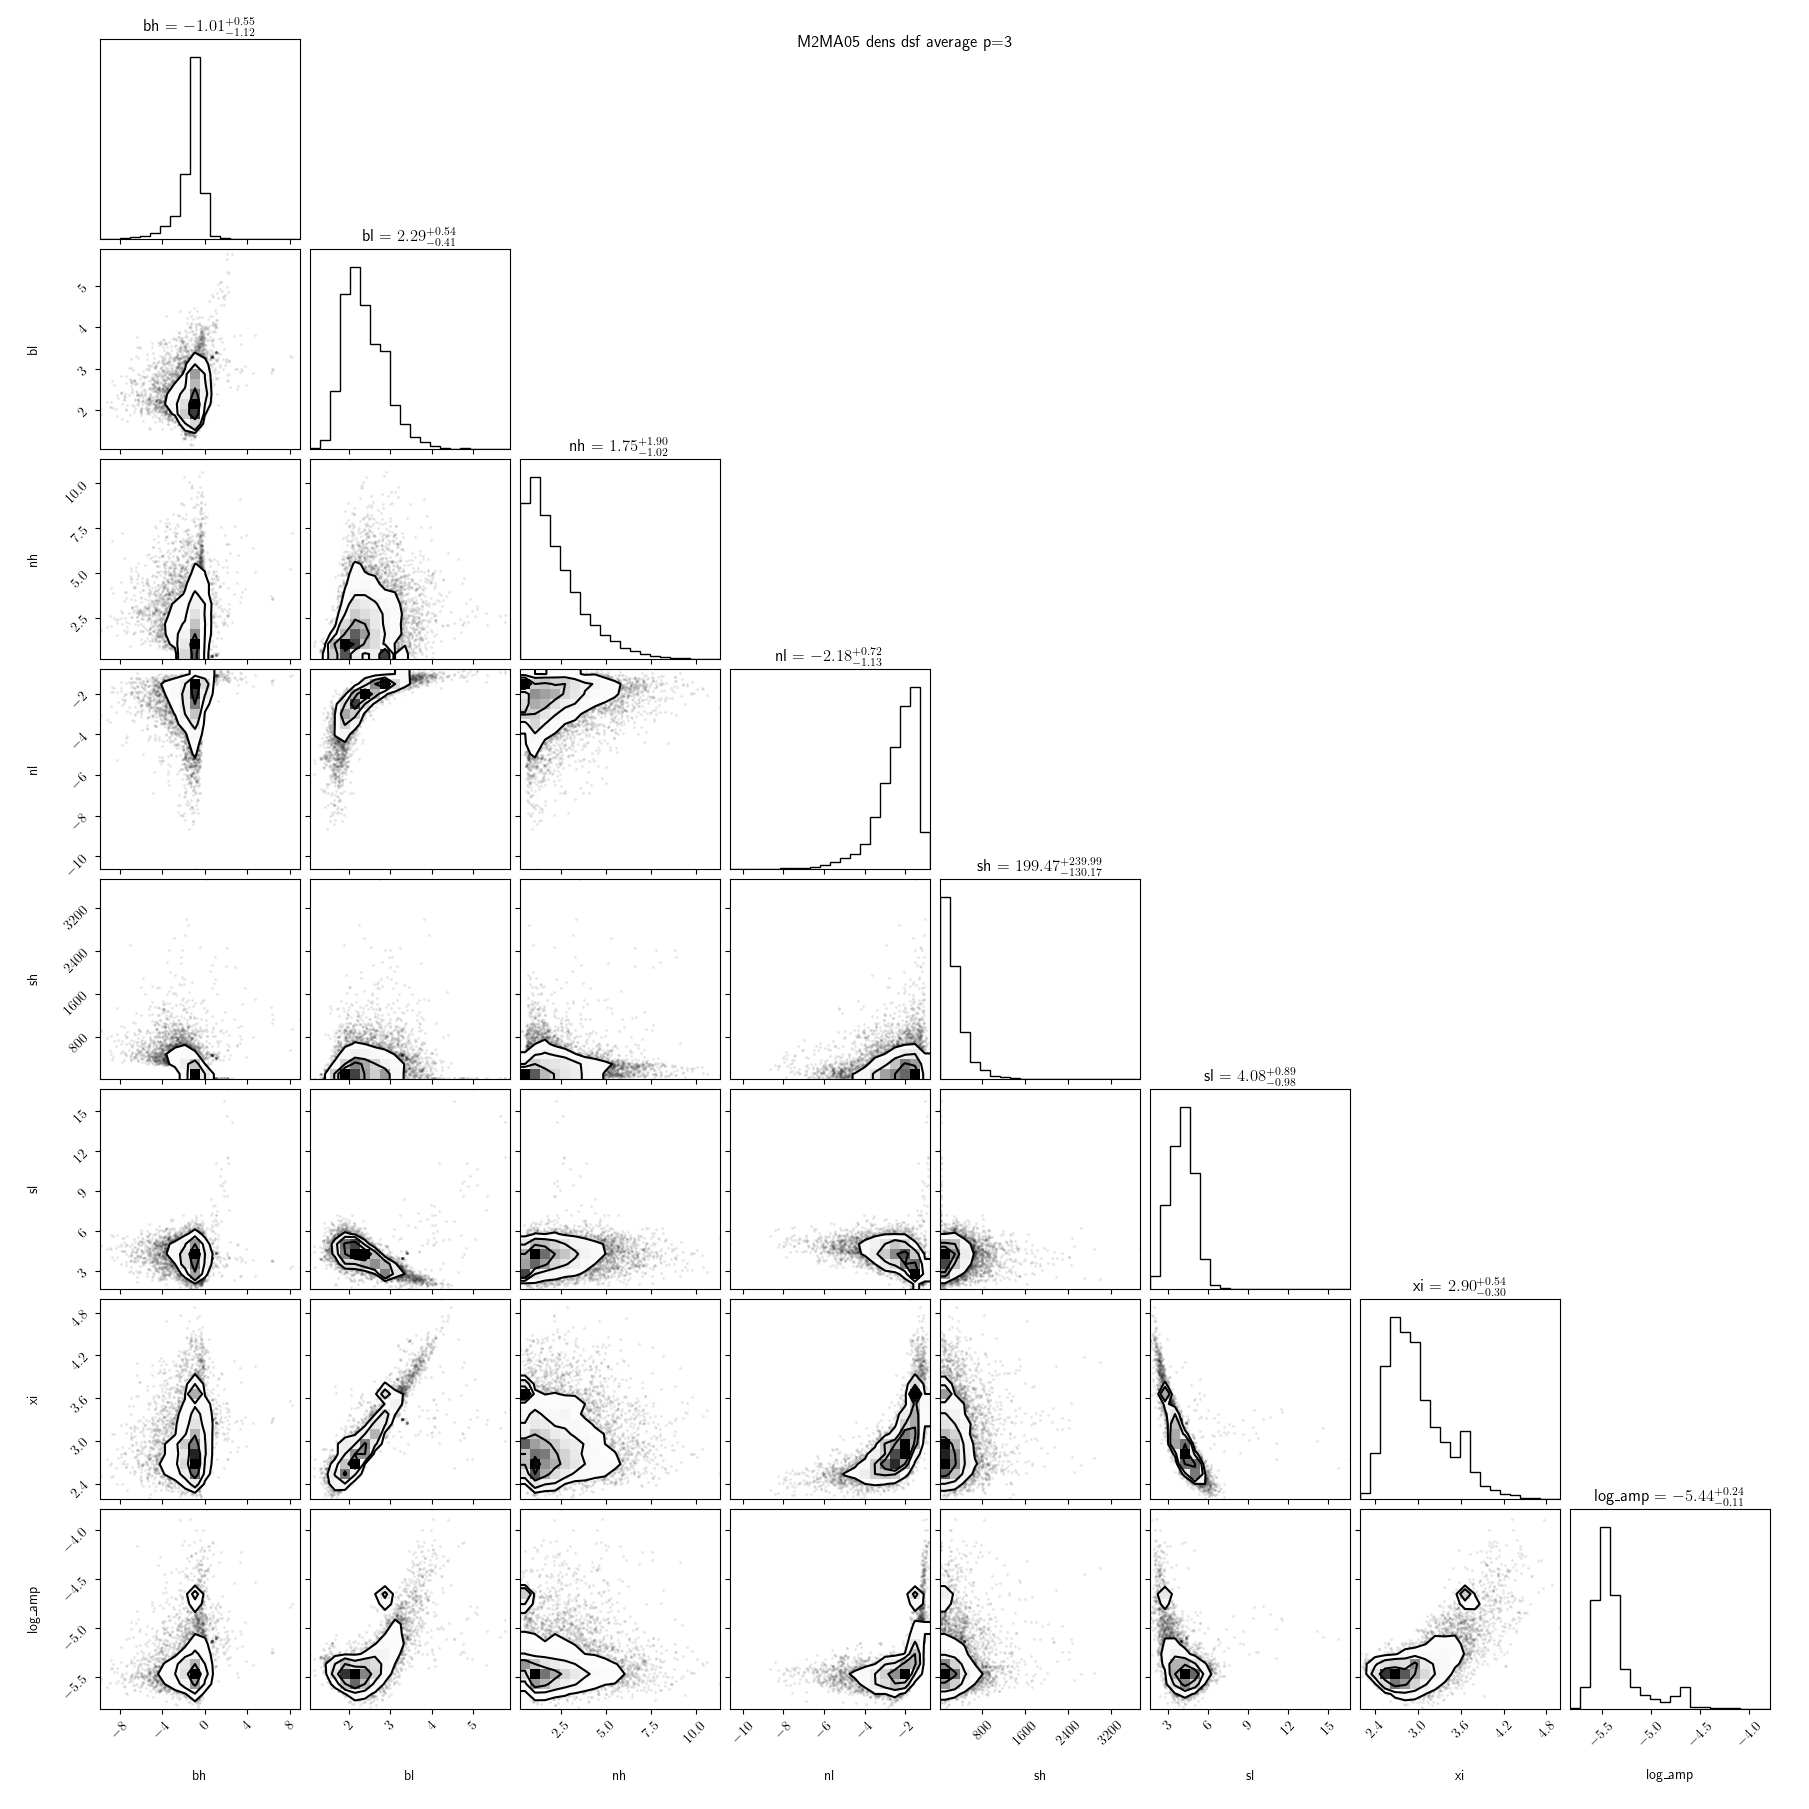 bh = −1.01+0.55−1.12
M2MA05 dens dsf average p=3
bl = 2.29+0.54−0.41
bl
5
4
3
2
nh = 1.75+1.90−1.02
nh
10.0
7.5
5.0
2.5
nl = −2.18+0.72−1.13
nl
−2
−4
−6
−8
−10
sh = 199.47+239.99−130.17
sh
3200
2400
1600
800
sl = 4.08+0.89−0.98
sl
15
12
9
6
3
xi = 2.90+0.54−0.30
xi
4.8
4.2
3.6
3.0
2.4
log_amp = −5.44+0.24−0.11
log_amp
−4.0
−4.5
−5.0
−5.5
−8 −4 0 4 8 2 3 4 5 2.5 5.0 7.5 10.0 −10 −8 −6 −4 −2 800 1600 2400 3200 3 6 9 12 15 2.4 3.0 3.6 4.2 4.8 −5.5 −5.0 −4.5 −4.0
bh bl nh nl sh sl xi log_amp